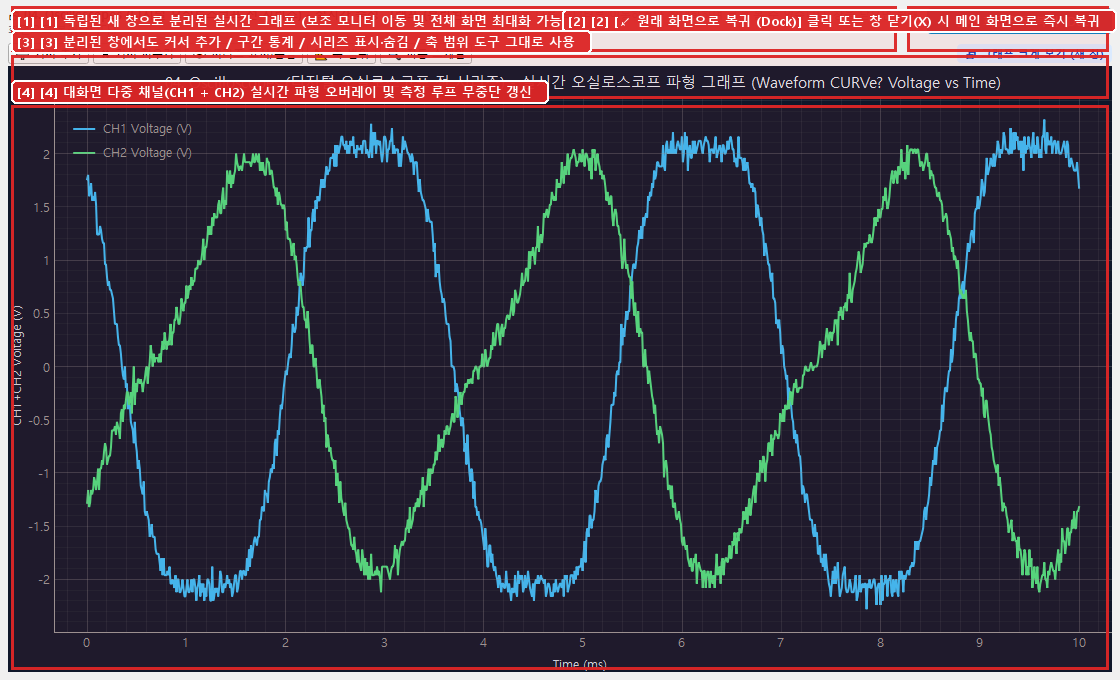 [1] [1] 독립된 새 창으로 분리된 실시간 그래프 (보조 모니터 이동 및 전체 화면 최대화 가능
[2] [2] [↙ 원래 화면으로 복귀 (Dock)] 클릭 또는 창 닫기(X) 시 메인 화면으로 즉시 복귀
[3] [3] 분리된 창에서도 커서 추가 / 구간 통계 / 시리즈 표시·숨김 / 축 범위 도구 그대로 사용
실시간 오실로스코프 파형 그래프 (Waveform CURVe? Voltage vs Time)
[4] [4] 대화면 다중 채널(CH1 + CH2) 실시간 파형 오버레이 및 측정 루프 무중단 갱신
CH1 Voltage (V)
CH2 Voltage (V)
2
1.5
1
0.5
0
-0.5
-1
-1.5
-2
CH1+CH2 Voltage (V)
0 1 2 3 4 5 6 7 8 9 10
Time (ms)